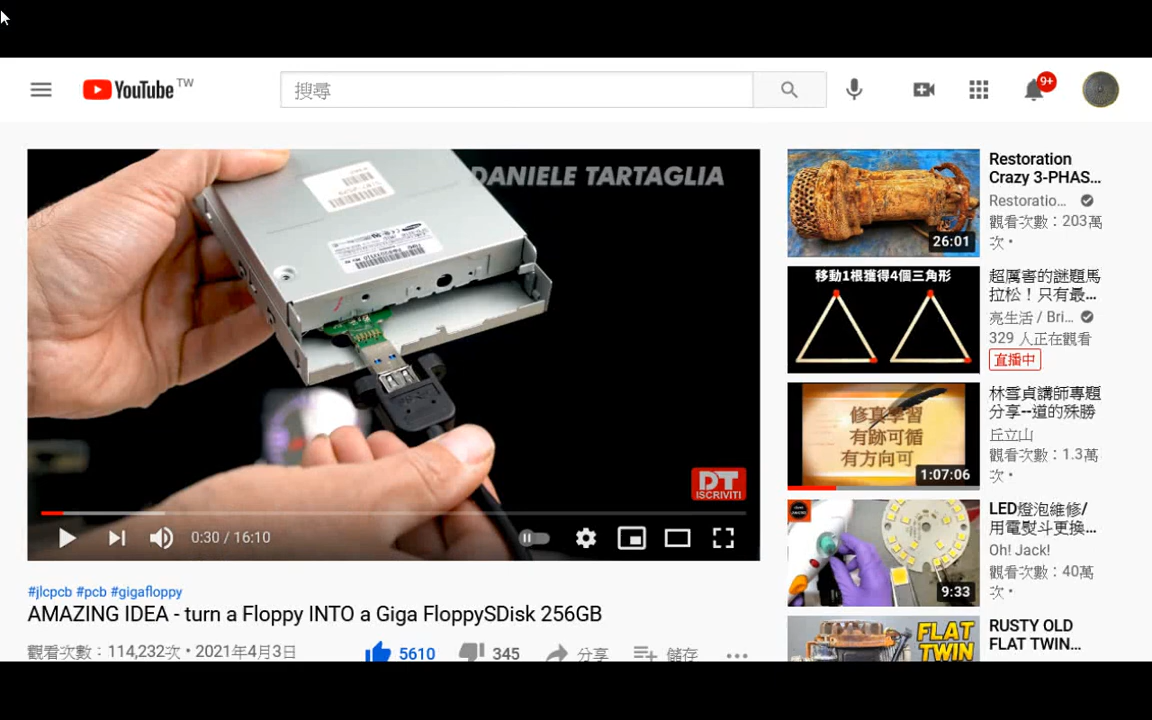 YouTube TW
搜尋
9+
DANIELE TARTAGLIA
DT
ISCRIVITI
0:30 / 16:10
#jlcpcb #pcb #gigafloppy
AMAZING IDEA - turn a Floppy INTO a Giga FloppySDisk 256GB
觀看次數：114,232次 • 2021年4月3日
5610
345
分享
儲存
26:01
Restoration
Crazy 3-PHAS...
Restoratio...
觀看次數：203萬
次 •
移動1根獲得4個三角形
超厲害的謎題馬
拉松！只有最...
亮生活 / Bri...
329 人正在觀看
直播中
修真學習
有跡可循
有方向可
1:07:06
林雪貞講師專題
分享--道的殊勝
丘立山
觀看次數：1.3萬
次 •
9:33
LED燈泡維修/
用電熨斗更換...
Oh! Jack!
觀看次數：40萬
次 •
FLAT
TWIN
RUSTY OLD
FLAT TWIN...